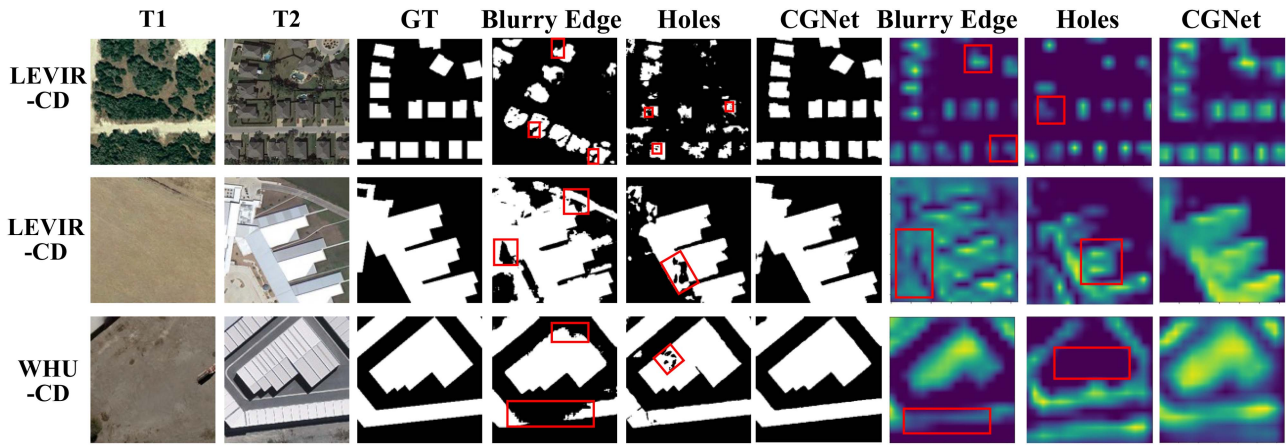 T1 T2 GT Blurry Edge Holes CGNet Blurry Edge Holes CGNet
LEVIR
-CD
LEVIR
-CD
WHU
-CD